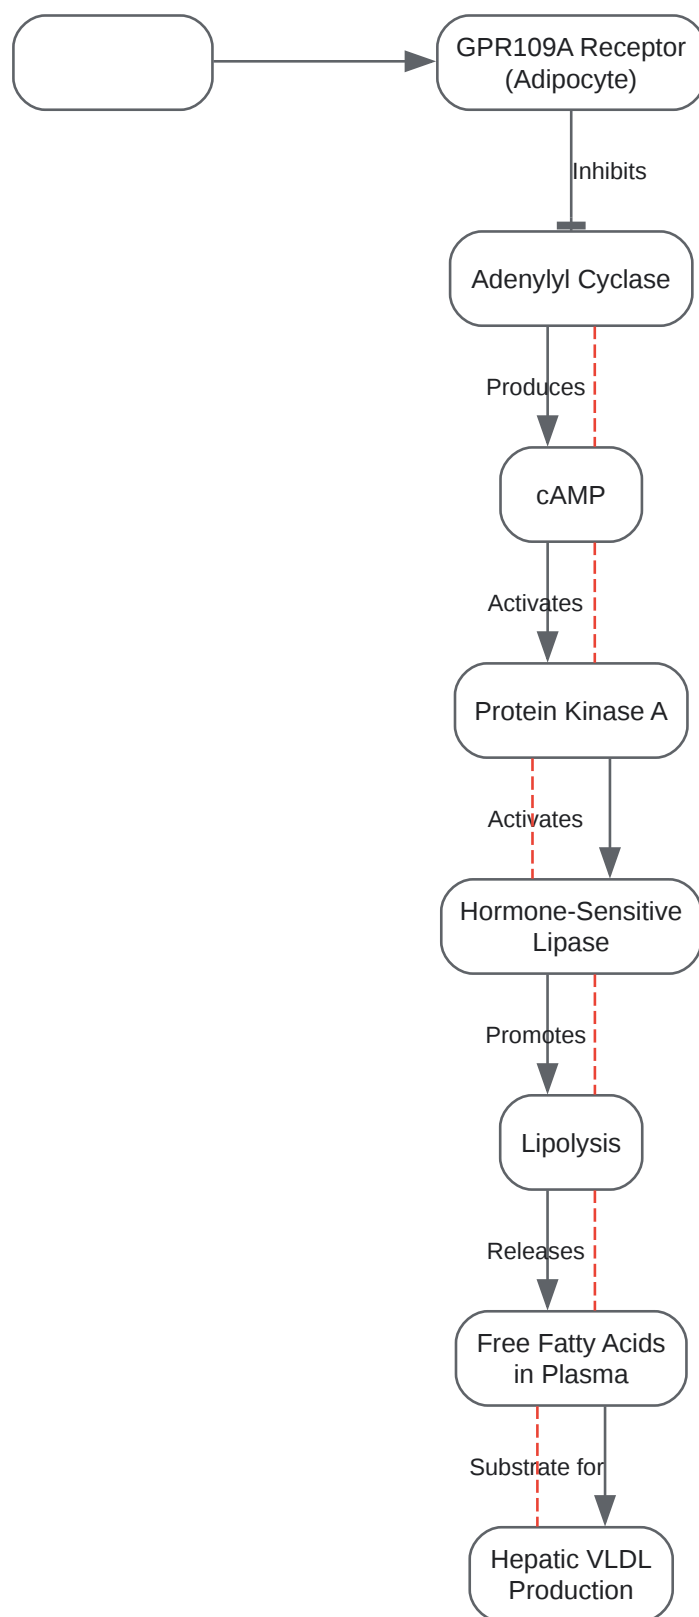 GPR109A Receptor
(Adipocyte)
Inhibits
Adenylyl Cyclase
Produces
cAMP
Activates
Protein Kinase A
Activates
Hormone-Sensitive
Lipase
Promotes
Lipolysis
Releases
Free Fatty Acids
in Plasma
Substrate for
Hepatic VLDL
Production